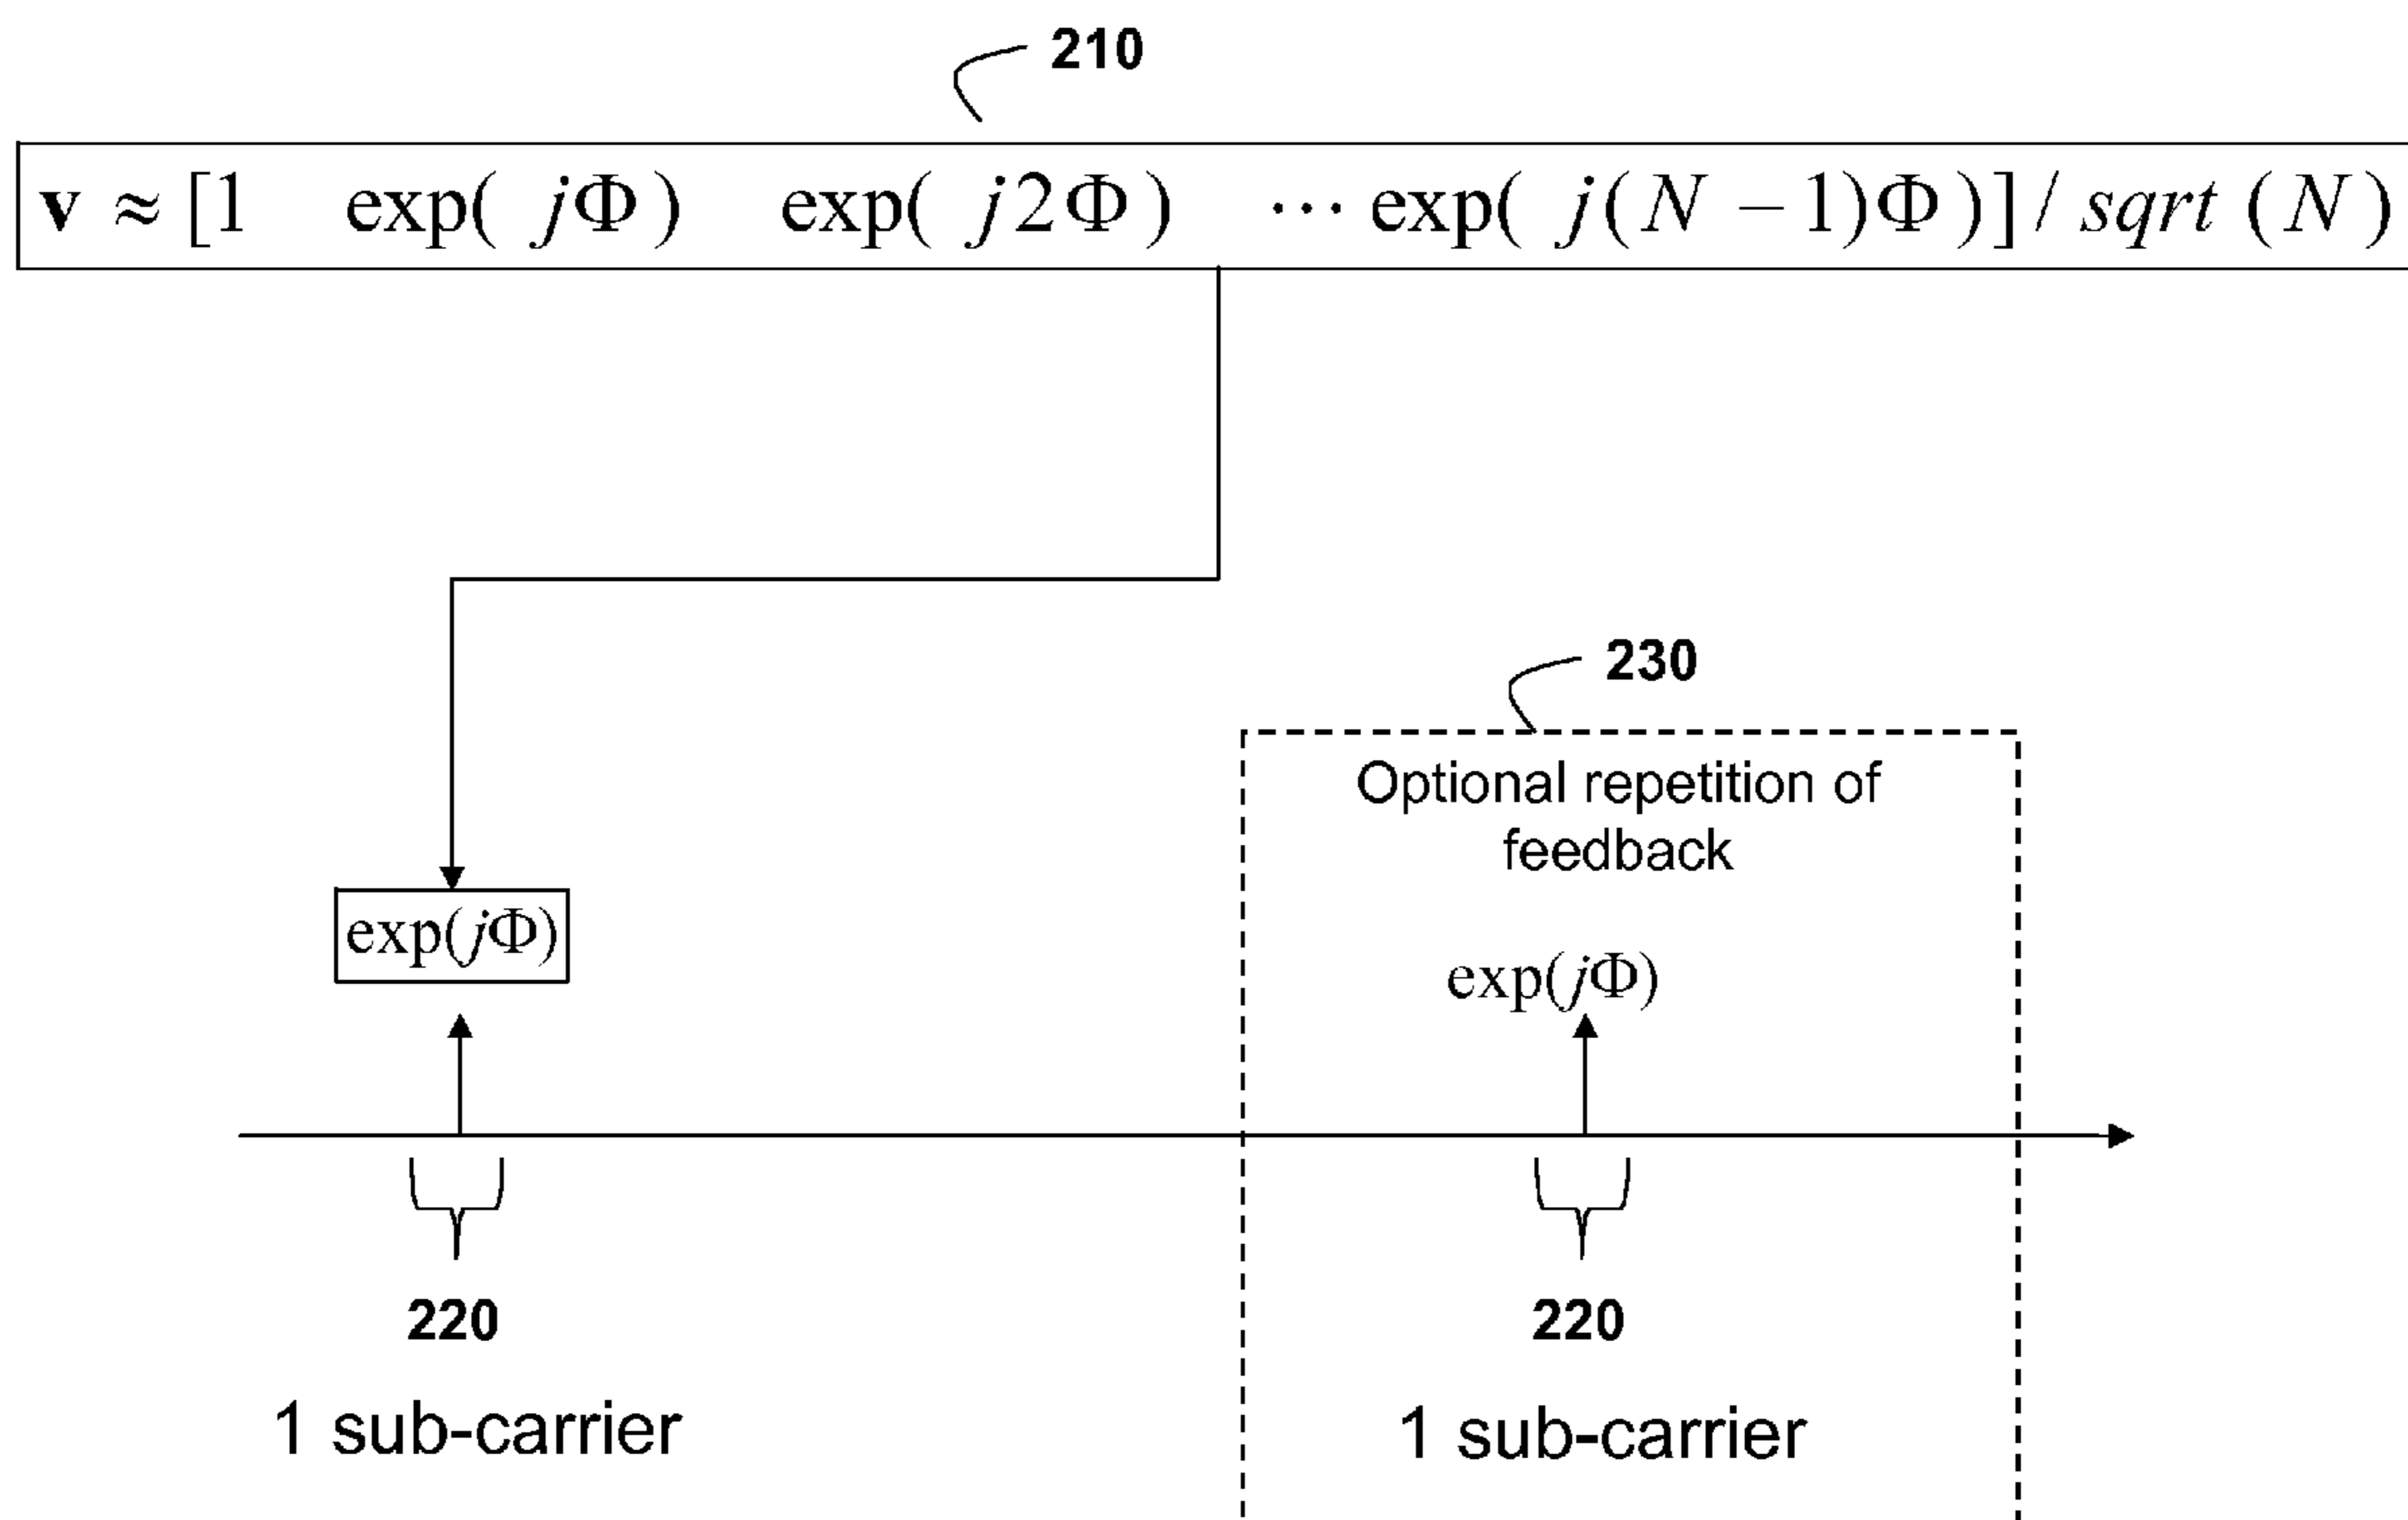 210
v ≈ [1 exp( jΦ) exp( j2Φ) ··· exp( j(N − 1)Φ)] / sqrt (N)
230
Optional repetition of
feedback
exp(jΦ)
exp(jΦ)
220
220
1 sub-carrier
1 sub-carrier